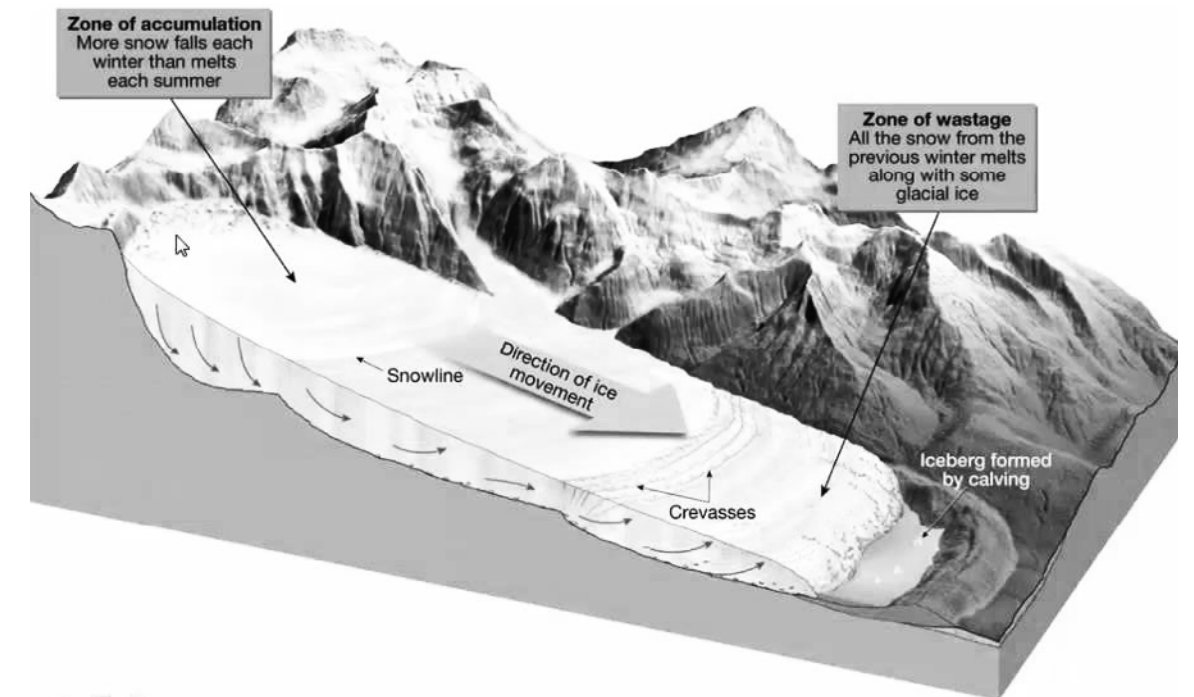 Zone of accumulation
More snow falls each
winter than melts
each summer
Zone of wastage
All the snow from the
previous winter melts
along with some
glacial ice
Direction of ice
movement
Snowline
Iceberg formed
by calving
Crevasses